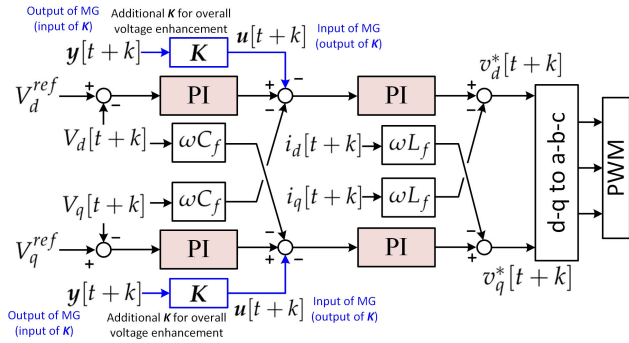 Output of MG
(input of K)
Additional K for overall
voltage enhancement
Input of MG
(output of K)
y[t + k]
K
u[t + k]
V_d^{ref}
+
−
PI
+
−
−
PI
+
−
v_d^*[t + k]
V_d[t + k]
ωC_f
i_d[t + k]
ωL_f
V_q[t + k]
ωC_f
i_q[t + k]
ωL_f
d-q to a-b-c
PWM
V_q^{ref}
−
+
PI
−
+
−
PI
−
+
v_q^*[t + k]
y[t + k]
K
u[t + k]
Output of MG
(input of K)
Additional K for overall
voltage enhancement
Input of MG
(output of K)